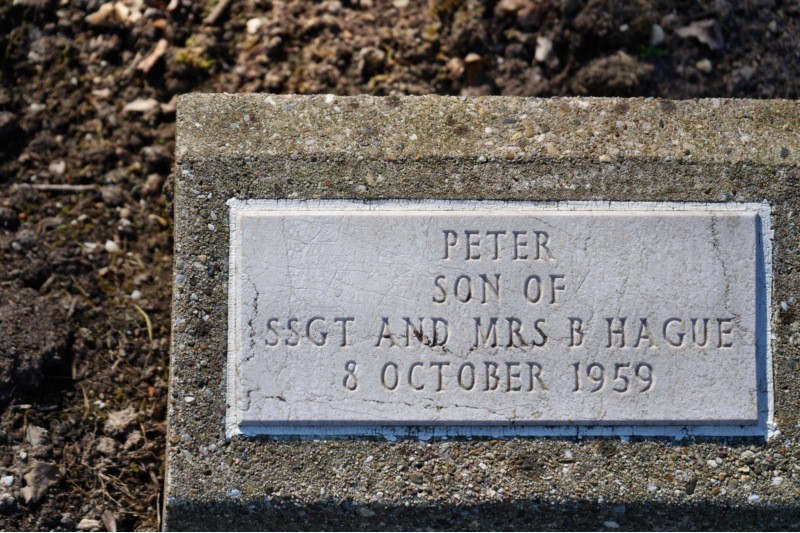 PETER
SON OF
SSGT AND MRS B HAGUE
8 OCTOBER 1959